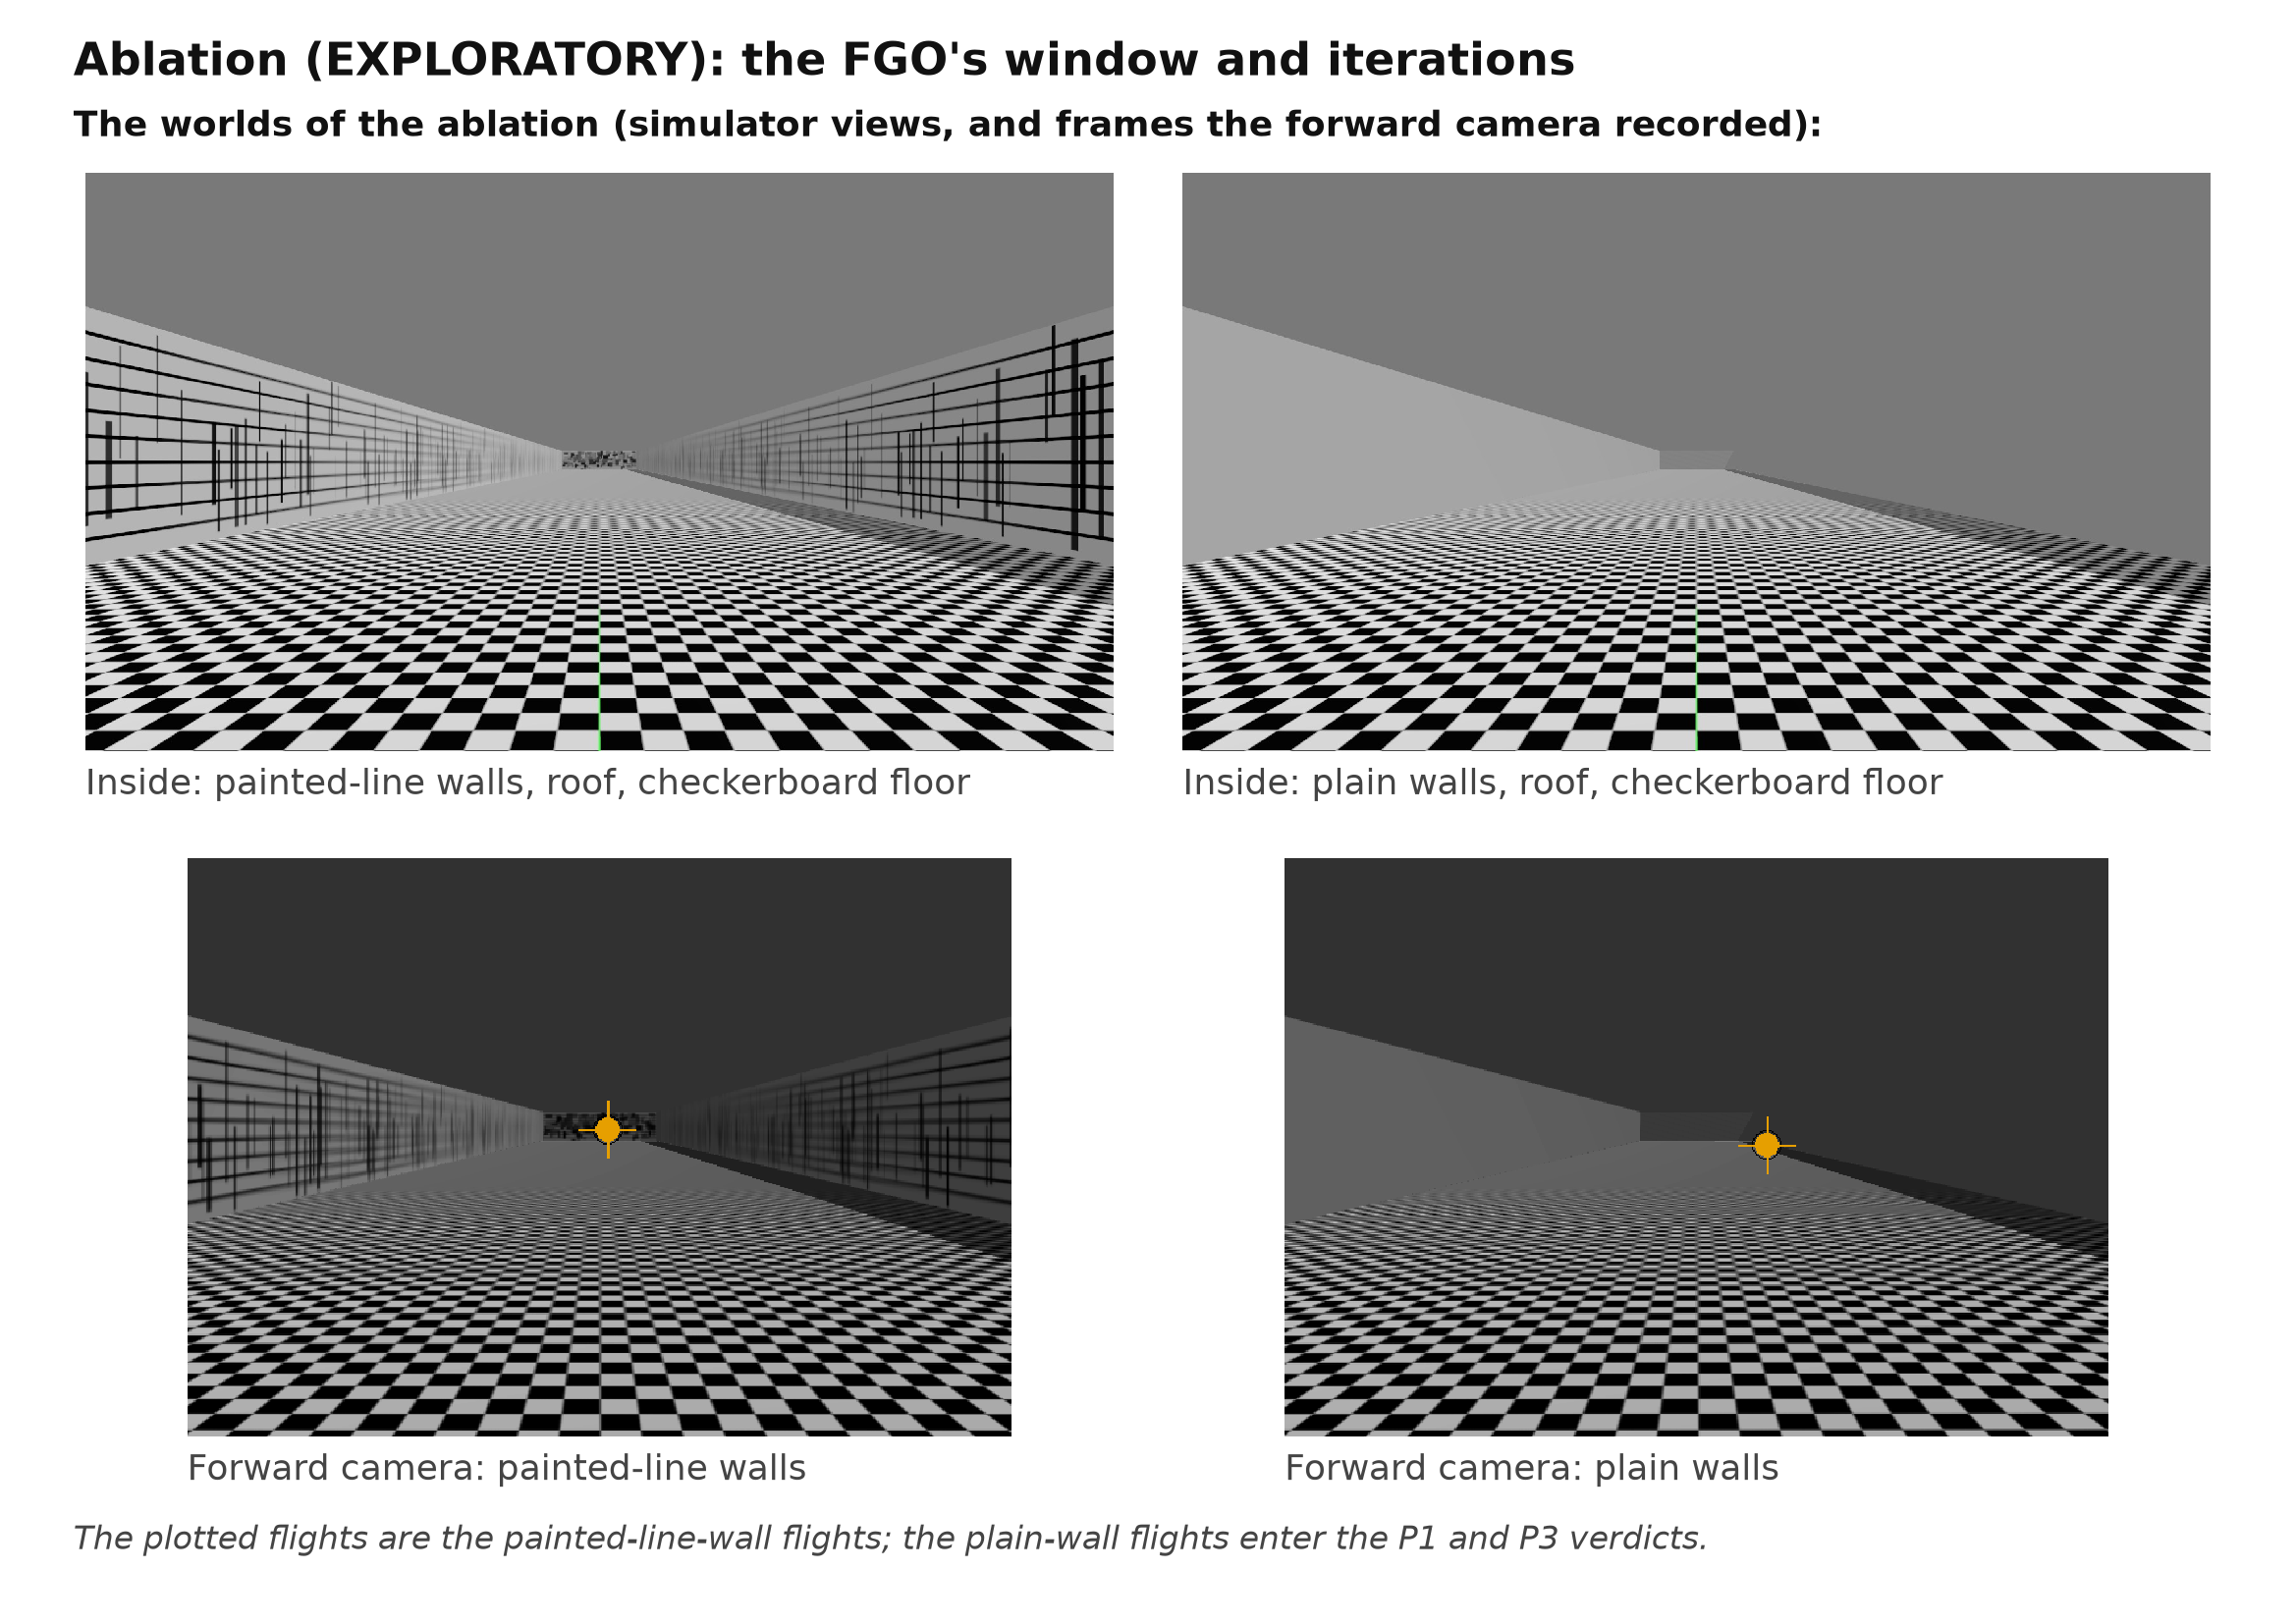 Ablation (EXPLORATORY): the FGO's window and iterations
The worlds of the ablation (simulator views, and frames the forward camera recorded):
Inside: painted-line walls, roof, checkerboard floor
Inside: plain walls, roof, checkerboard floor
Forward camera: painted-line walls
Forward camera: plain walls
The plotted flights are the painted-line-wall flights; the plain-wall flights enter the P1 and P3 verdicts.